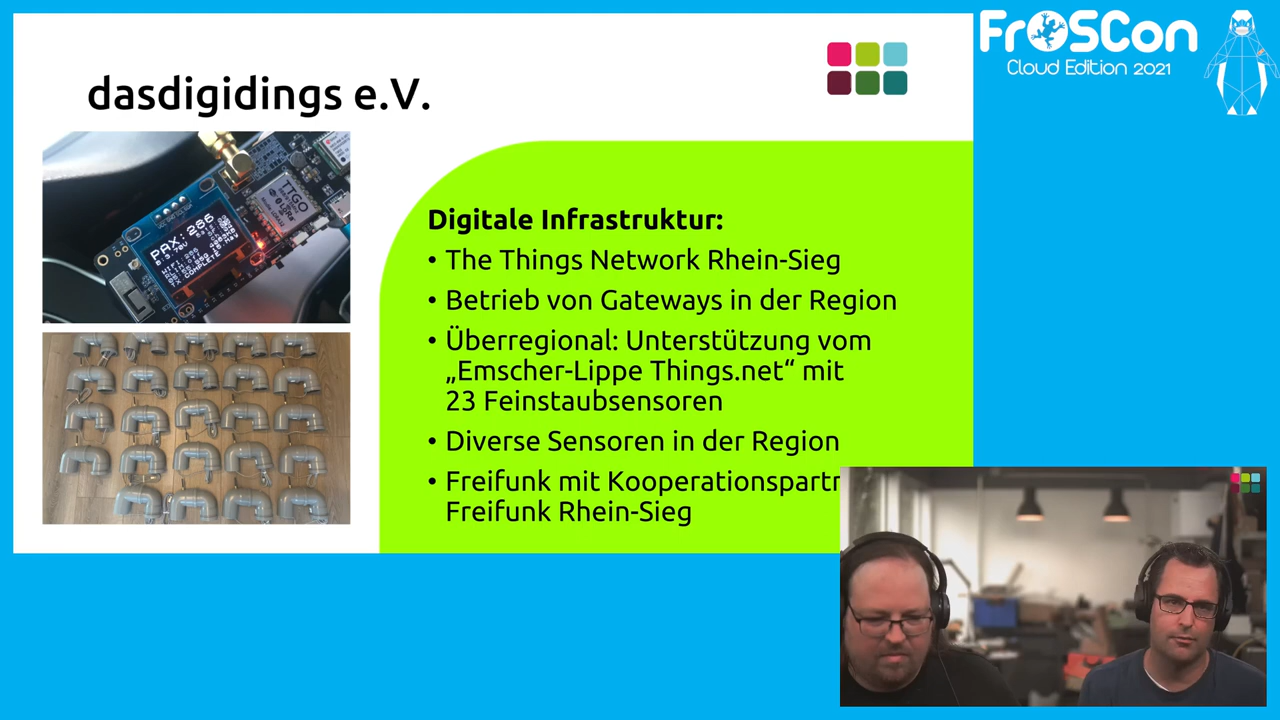 FrOSCon
Cloud Edition 2021
dasdigidings e.V.
TTGO
LoRa
PAX: 286
COMPLETE
Digitale Infrastruktur:
• The Things Network Rhein-Sieg
• Betrieb von Gateways in der Region
• Überregional: Unterstützung vom
„Emscher-Lippe Things.net“ mit
23 Feinstaubsensoren
• Diverse Sensoren in der Region
• Freifunk mit Kooperationspartn
Freifunk Rhein-Sieg